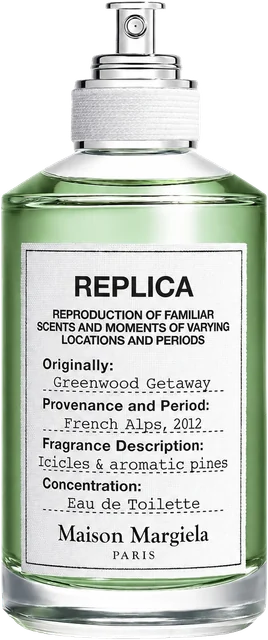 REPLICA
REPRODUCTION OF FAMILIAR
SCENTS AND MOMENTS OF VARYING
LOCATIONS AND PERIODS
Originally:
Greenwood Getaway
Provenance and Period:
French Alps, 2012
Fragrance Description:
Icicles & aromatic pines
Concentration:
Eau de Toilette
Maison Margiela
PARIS